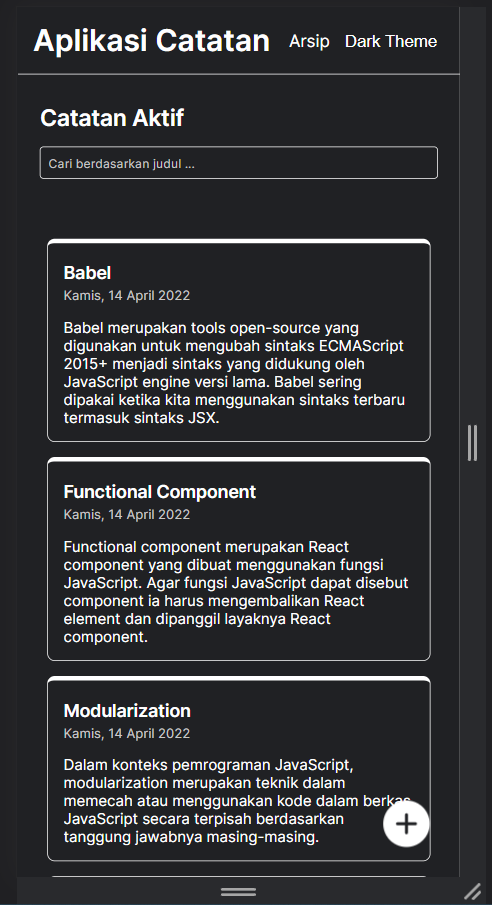 Aplikasi Catatan Arsip Dark Theme
Catatan Aktif
Cari berdasarkan judul ...
Babel
Kamis, 14 April 2022
Babel merupakan tools open-source yang
digunakan untuk mengubah sintaks ECMAScript
2015+ menjadi sintaks yang didukung oleh
JavaScript engine versi lama. Babel sering
dipakai ketika kita menggunakan sintaks terbaru
termasuk sintaks JSX.
Functional Component
Kamis, 14 April 2022
Functional component merupakan React
component yang dibuat menggunakan fungsi
JavaScript. Agar fungsi JavaScript dapat disebut
component ia harus mengembalikan React
element dan dipanggil layaknya React
component.
Modularization
Kamis, 14 April 2022
Dalam konteks pemrograman JavaScript,
modularization merupakan teknik dalam
memecah atau menggunakan kode dalam berkas
JavaScript secara terpisah berdasarkan
tanggung jawabnya masing-masing.